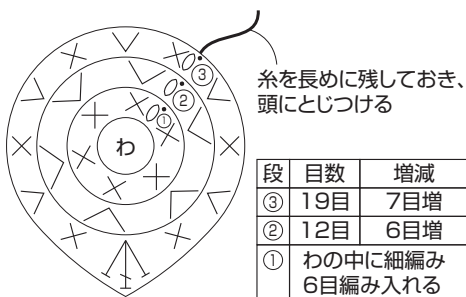 わ
①
②
③
糸を長めに残しておき、
頭にとじつける
段 目数 増減
③ 19目 7目増
② 12目 6目増
① わの中に細編み
6目編み入れる